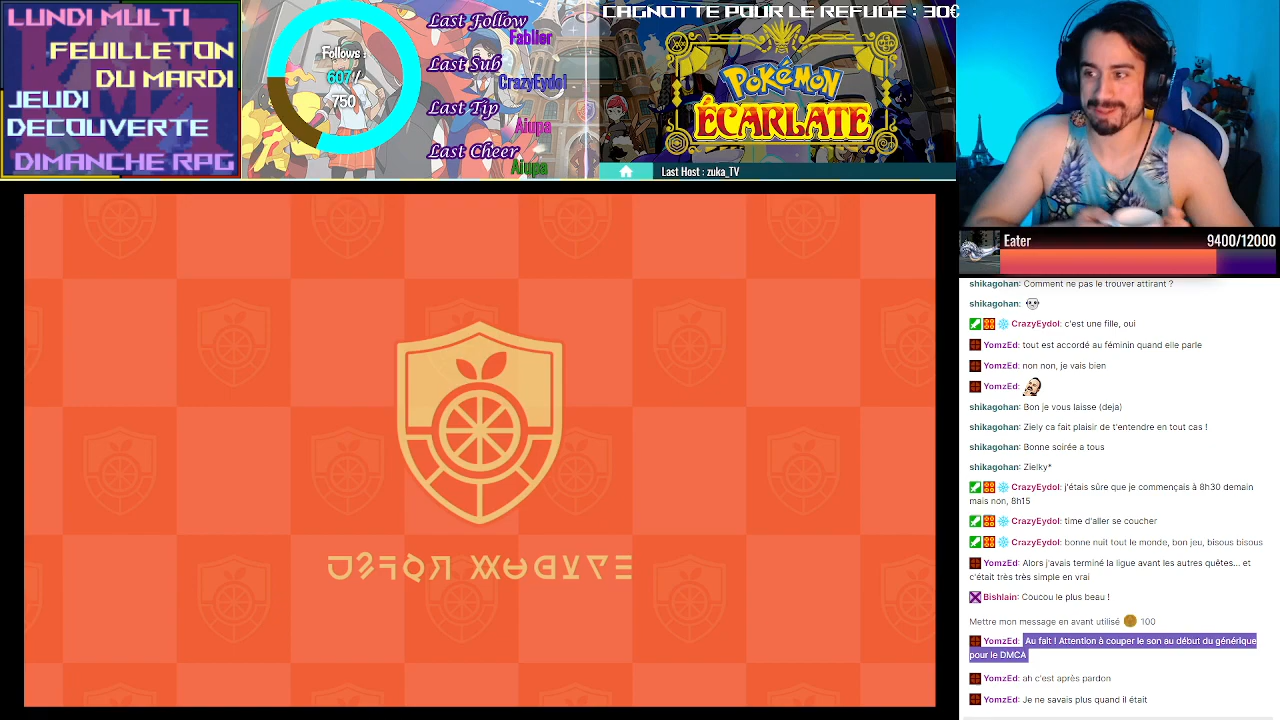 LUNDI MULTI
FEUILLETON
DU MARDI
JEUDI
DECOUVERTE
DIMANCHE RPG
Follows :
607/
750
Last Follow
Fablier
Last Sub
CrazyEydol
Last Tip
Aiupa
Last Cheer
Aiupa
CAGNOTTE POUR LE REFUGE : 30€
POKéMON
ÉCARLATE
Last Host : zuka_TV
Eater
9400/12000
shikagohan: Comment ne pas le trouver attirant ?
shikagohan:
CrazyEydol: c'est une fille, oui
YomzEd: tout est accordé au féminin quand elle parle
YomzEd: non non, je vais bien
YomzEd:
shikagohan: Bon je vous laisse (deja)
shikagohan: Ziely ca fait plaisir de t'entendre en tout cas !
shikagohan: Bonne soirée a tous
shikagohan: Zielky*
CrazyEydol: j'étais sûre que je commençais à 8h30 demain
mais non, 8h15
CrazyEydol: time d'aller se coucher
CrazyEydol: bonne nuit tout le monde, bon jeu, bisous bisous
YomzEd: Alors j'avais terminé la ligue avant les autres quêtes... et
c'était très très simple en vrai
Bishlain: Coucou le plus beau !
Mettre mon message en avant utilisé 100
YomzEd: Au fait ! Attention à couper le son au début du générique
pour le DMCA
YomzEd: ah c'est après pardon
YomzEd: Je ne savais plus quand il était